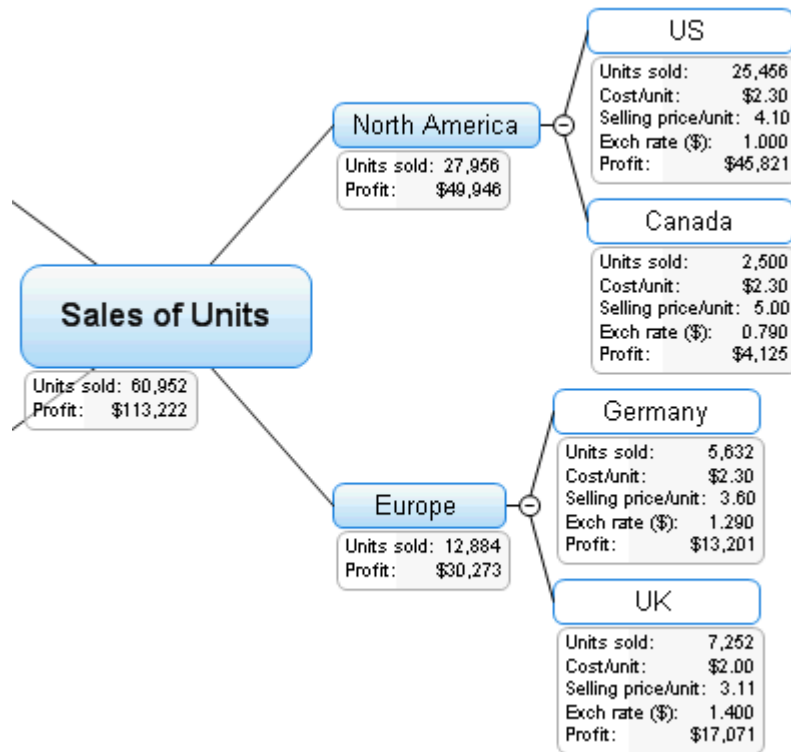 US
Units sold: 25,456
Cost/unit: $2.30
Selling price/unit: 4.10
Exch rate ($): 1.000
Profit: $45,821
North America
Units sold: 27,956
Profit: $49,946
Canada
Units sold: 2,500
Cost/unit: $2.30
Selling price/unit: 5.00
Exch rate ($): 0.790
Profit: $4,125
Sales of Units
Units sold: 60,952
Profit: $113,222
Germany
Units sold: 5,632
Cost/unit: $2.30
Selling price/unit: 3.60
Exch rate ($): 1.290
Profit: $13,201
Europe
Units sold: 12,884
Profit: $30,273
UK
Units sold: 7,252
Cost/unit: $2.00
Selling price/unit: 3.11
Exch rate ($): 1.400
Profit: $17,071